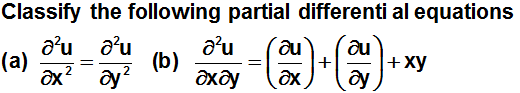 Classify the following partial differenti al equations
(a) ∂²u/∂x² = ∂²u/∂y² (b) ∂²u/∂x∂y = (∂u/∂x) + (∂u/∂y) + xy